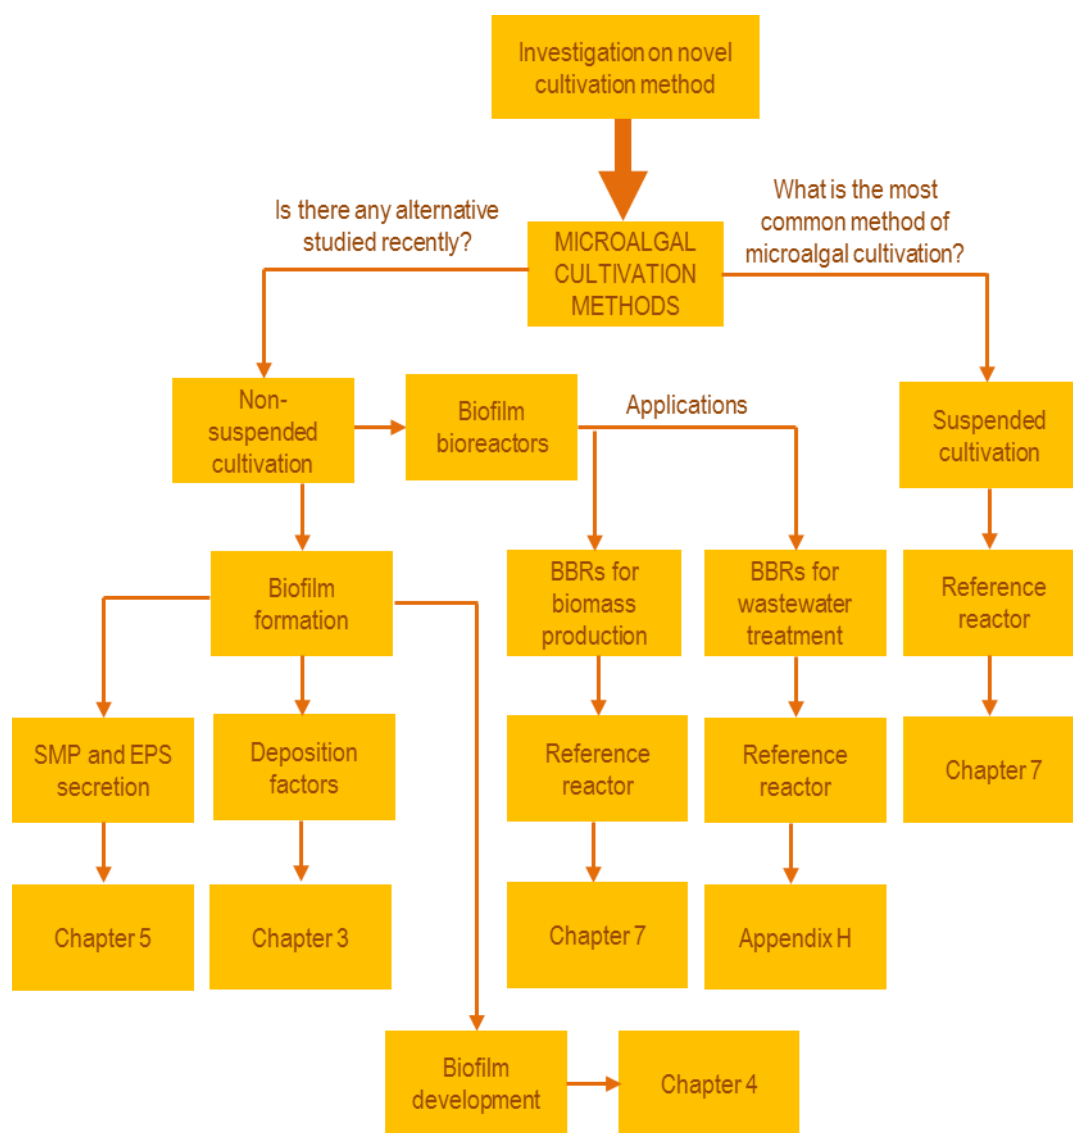 Investigation on novel
cultivation method
Is there any alternative
studied recently?
What is the most
common method of
microalgal cultivation?
MICROALGAL
CULTIVATION
METHODS
Non-
suspended
cultivation
Biofilm
bioreactors
Applications
Suspended
cultivation
Biofilm
formation
BBRs for
biomass
production
BBRs for
wastewater
treatment
Reference
reactor
SMP and EPS
secretion
Deposition
factors
Reference
reactor
Reference
reactor
Chapter 7
Chapter 5
Chapter 3
Chapter 7
Appendix H
Biofilm
development
Chapter 4